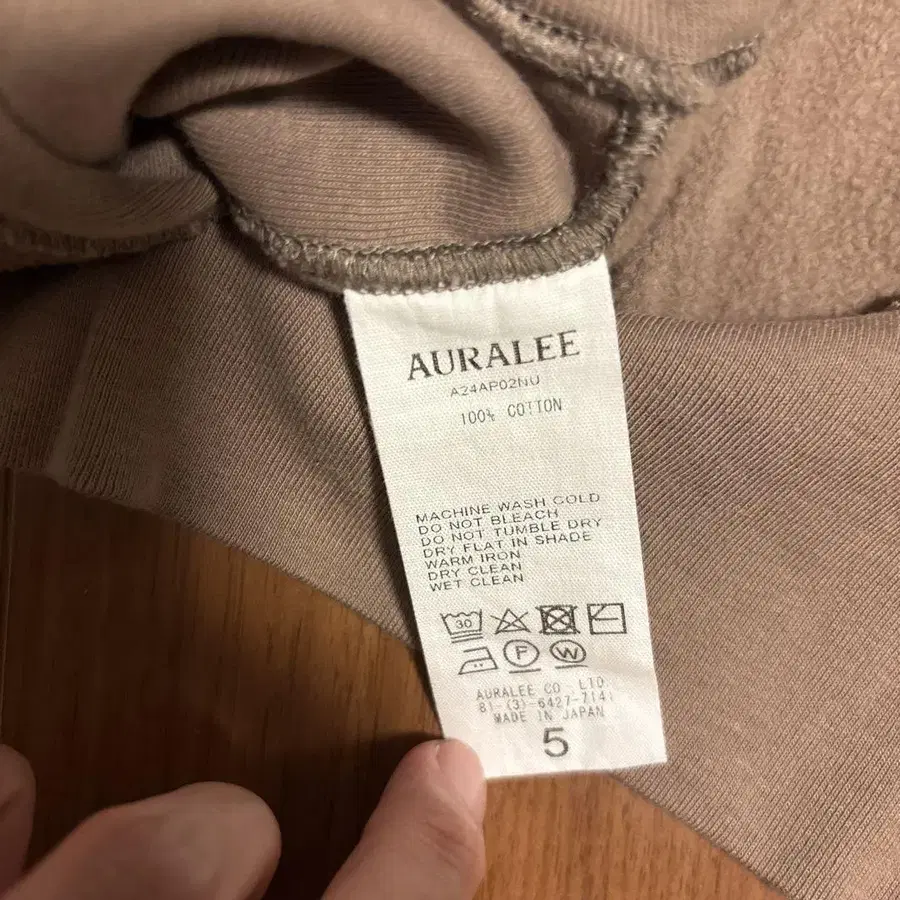 AURALEE
A24AP02NU
100% COTTON
MACHINE WASH COLD
DO NOT BLEACH
DO NOT TUMBLE DRY
DRY FLAT IN SHADE
WARM IRON
DRY CLEAN
WET CLEAN
30
F W
AURALEE CO LTD
81-(3)-6427-7141
MADE IN JAPAN
5